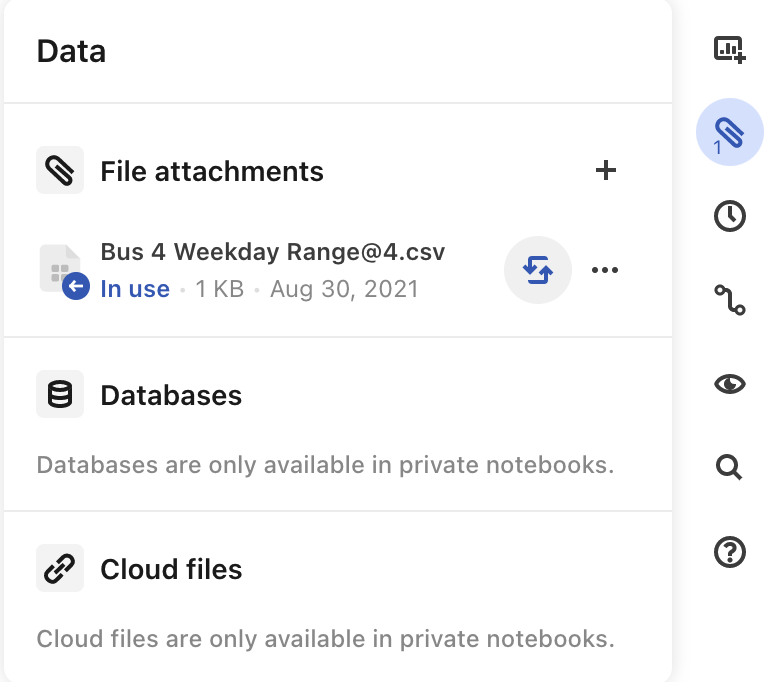 Data
File attachments
Bus 4 Weekday Range@4.csv
In use · 1 KB · Aug 30, 2021
1
Databases
Databases are only available in private notebooks.
Cloud files
Cloud files are only available in private notebooks.